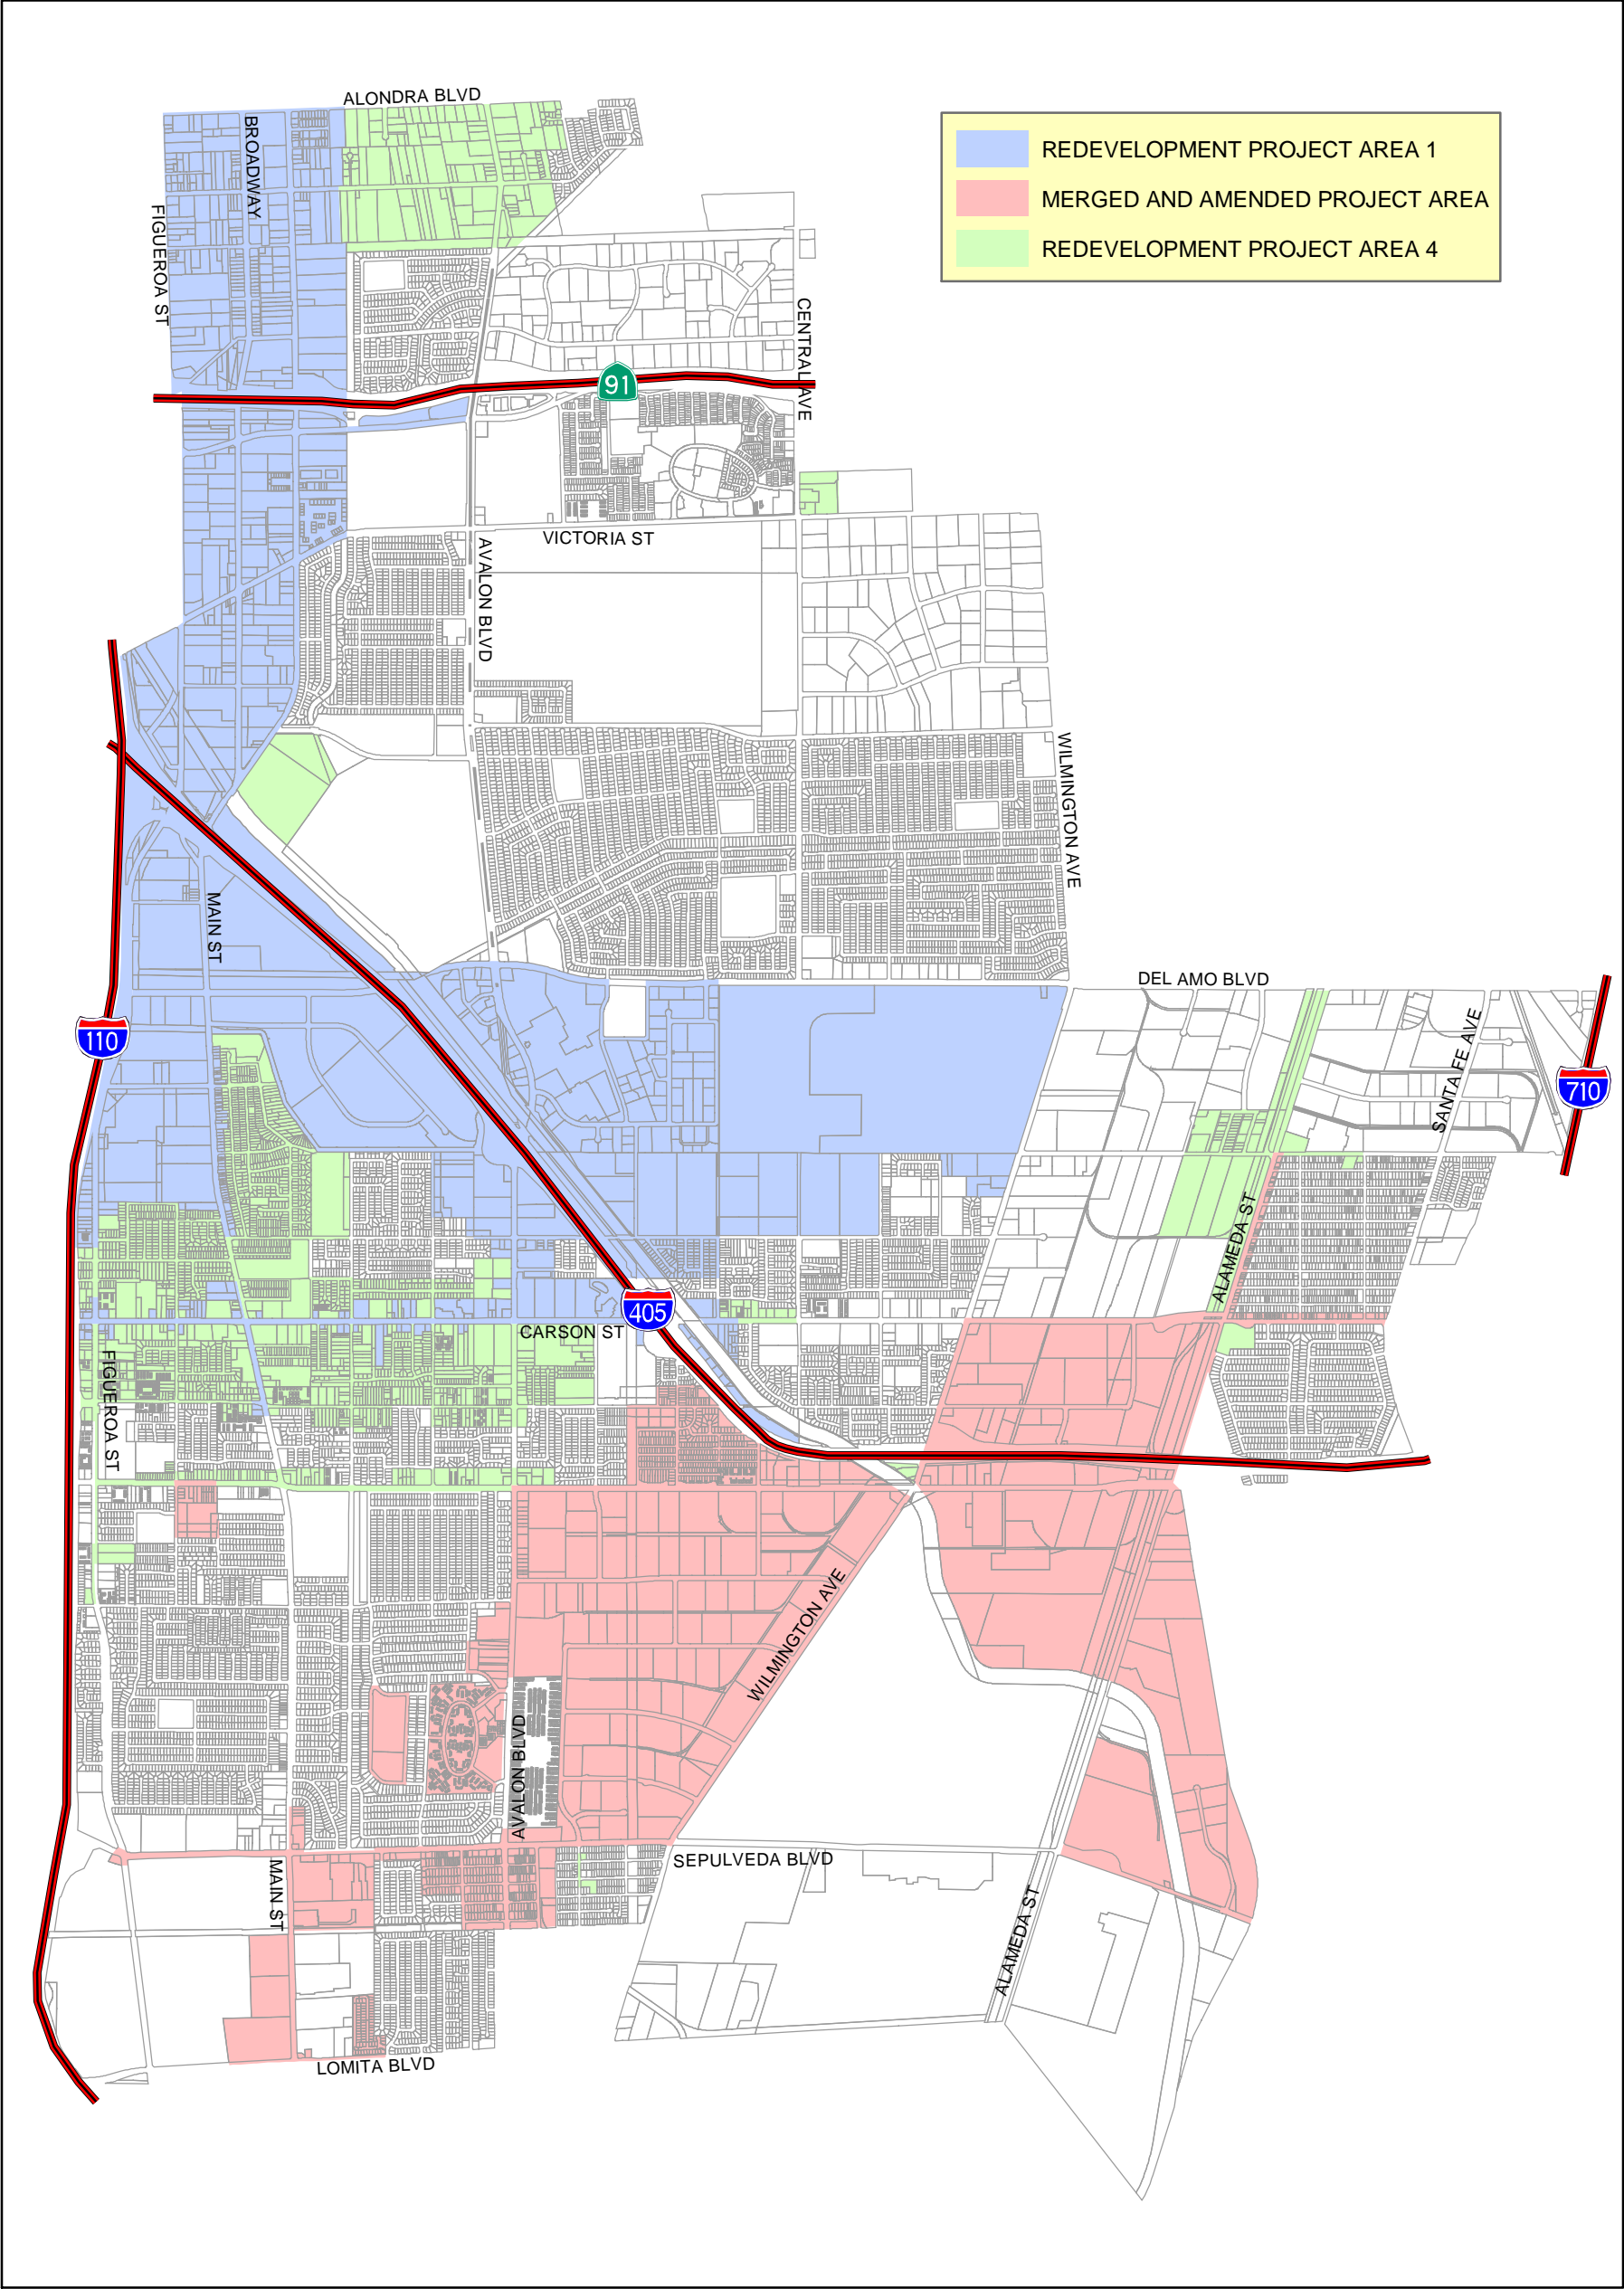 ALONDRA BLVD
BROADWAY
FIGUEROA ST
REDEVELOPMENT PROJECT AREA 1
MERGED AND AMENDED PROJECT AREA
REDEVELOPMENT PROJECT AREA 4
CENTRAL AVE
91
VICTORIA ST
AVALON BLVD
WILMINGTON AVE
MAIN ST
DEL AMO BLVD
110
SANTA FE AVE
710
ALAMEDA ST
405
CARSON ST
FIGUEROA ST
WILMINGTON AVE
AVALON BLVD
SEPULVEDA BLVD
MAIN ST
ALAMEDA ST
LOMITA BLVD